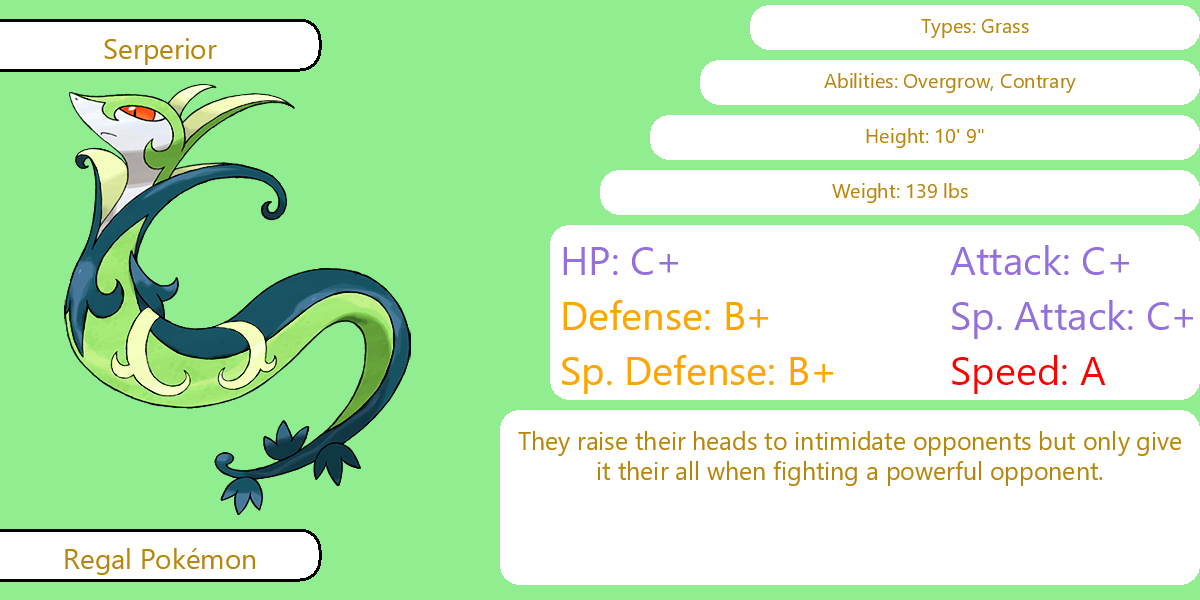 Serperior
Types: Grass
Abilities: Overgrow, Contrary
Height: 10' 9"
Weight: 139 lbs
HP: C+
Attack: C+
Defense: B+
Sp. Attack: C+
Sp. Defense: B+
Speed: A
They raise their heads to intimidate opponents but only give
it their all when fighting a powerful opponent.
Regal Pokémon